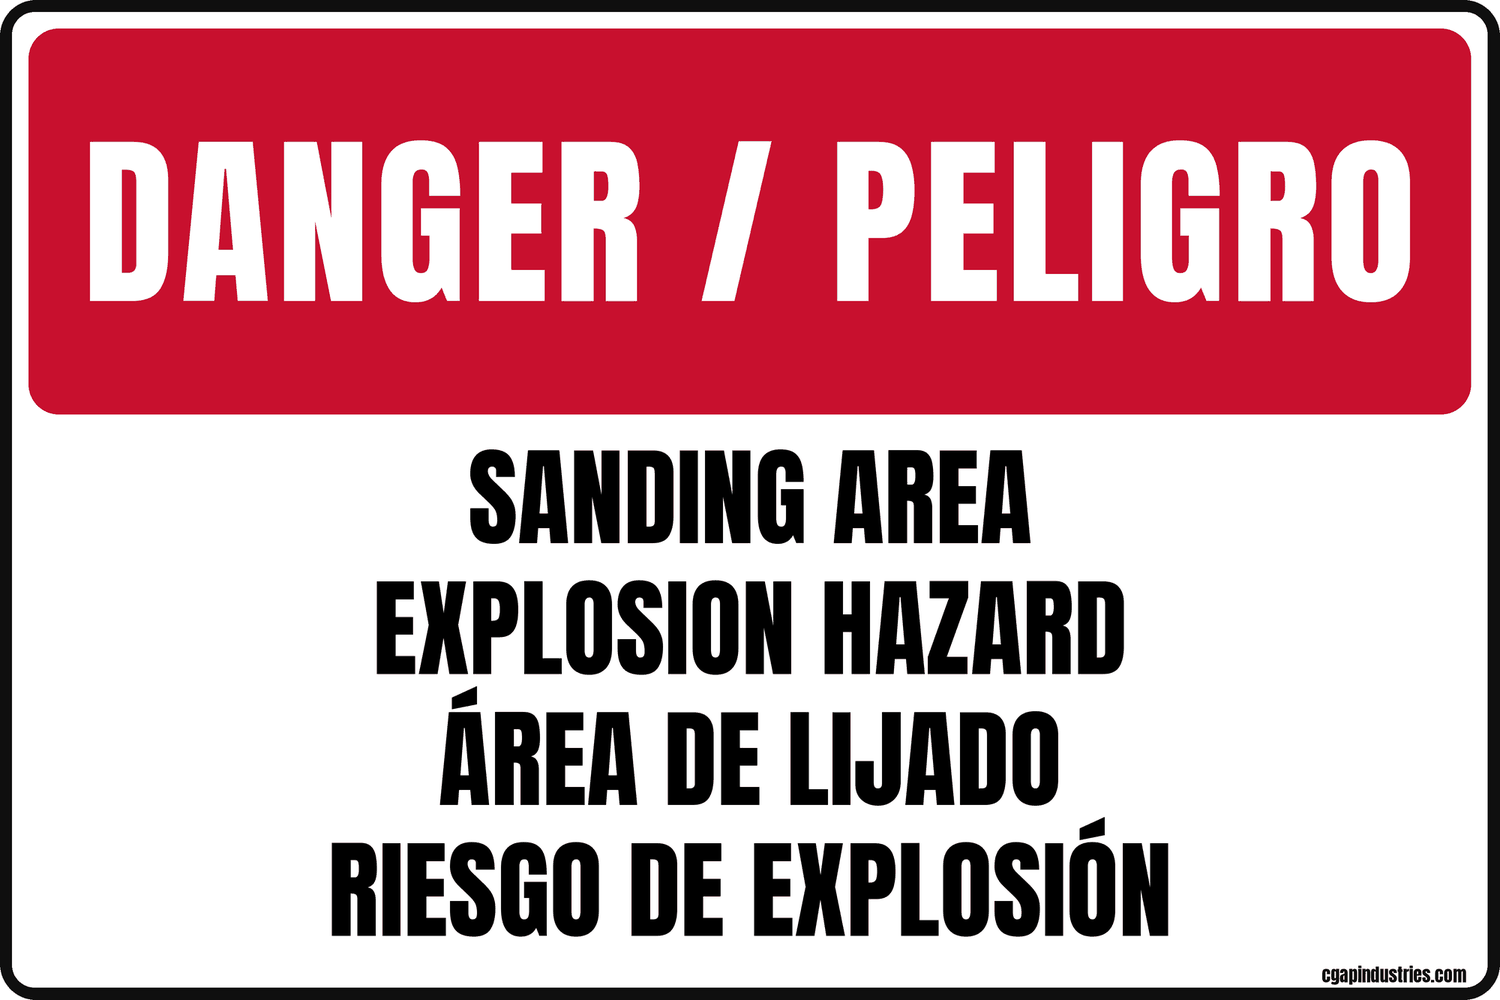 DANGER / PELIGRO
SANDING AREA
EXPLOSION HAZARD
ÁREA DE LIJADO
RIESGO DE EXPLOSIÓN
cgapindustries.com